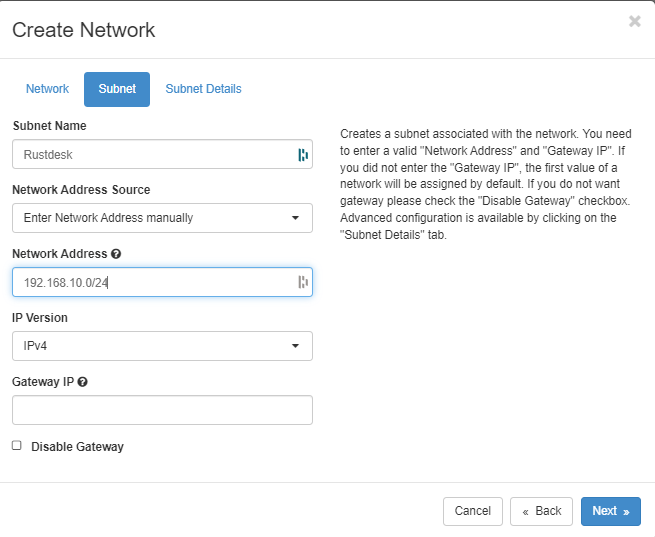 Create Network
×
Network
Subnet
Subnet Details
Subnet Name
Rustdesk
Network Address Source
Enter Network Address manually
Network Address
192.168.10.0/24
IP Version
IPv4
Gateway IP
Disable Gateway
Creates a subnet associated with the network. You need
to enter a valid "Network Address" and "Gateway IP". If
you did not enter the "Gateway IP", the first value of a
network will be assigned by default. If you do not want
gateway please check the "Disable Gateway" checkbox.
Advanced configuration is available by clicking on the
"Subnet Details" tab.
Cancel
« Back
Next »